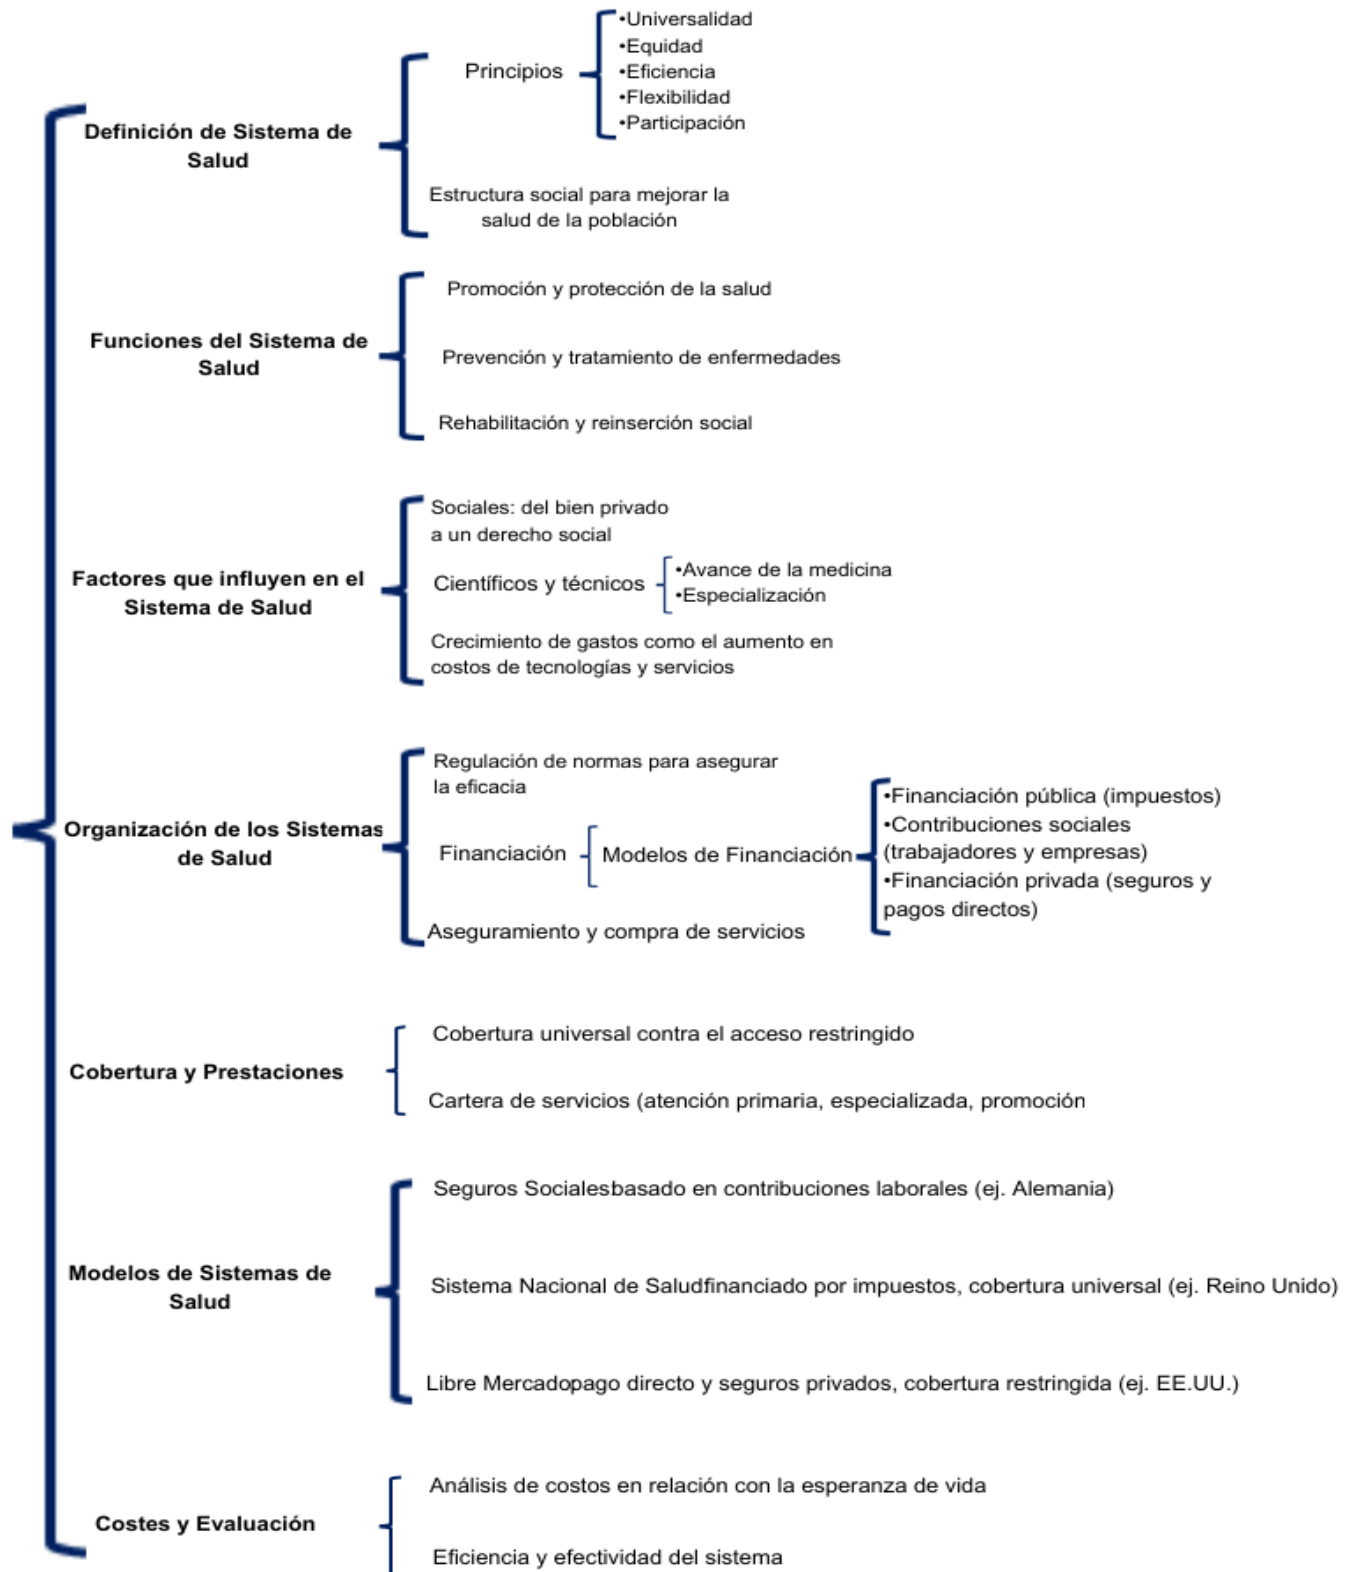 •Universalidad
•Equidad
Principios
•Eficiencia
•Flexibilidad
•Participación
Definición de Sistema de
Salud
Estructura social para mejorar la
salud de la población
Promoción y protección de la salud
Funciones del Sistema de
Salud
Prevención y tratamiento de enfermedades
Rehabilitación y reinserción social
Sociales: del bien privado
a un derecho social
Factores que influyen en el
Sistema de Salud
Científicos y técnicos
•Avance de la medicina
•Especialización
Crecimiento de gastos como el aumento en
costos de tecnologías y servicios
Regulación de normas para asegurar
la eficacia
Organización de los Sistemas
de Salud
Financiación
Modelos de Financiación
•Financiación pública (impuestos)
•Contribuciones sociales
(trabajadores y empresas)
•Financiación privada (seguros y
pagos directos)
Aseguramiento y compra de servicios
Cobertura universal contra el acceso restringido
Cobertura y Prestaciones
Cartera de servicios (atención primaria, especializada, promoción
Seguros Socialesbasado en contribuciones laborales (ej. Alemania)
Modelos de Sistemas de
Salud
Sistema Nacional de Saludfinanciado por impuestos, cobertura universal (ej. Reino Unido)
Libre Mercadopago directo y seguros privados, cobertura restringida (ej. EE.UU.)
Análisis de costos en relación con la esperanza de vida
Costes y Evaluación
Eficiencia y efectividad del sistema